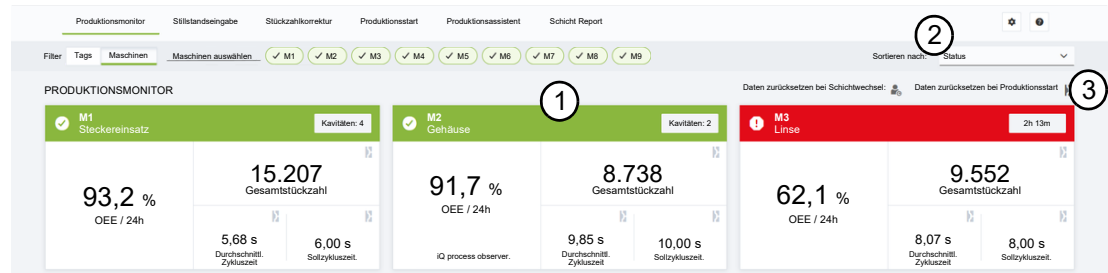 Produktionsmonitor Stillstandseingabe Stückzahlkorrektur Produktionsstart Produktionsassistent Schicht Report
2
Filter Tags Maschinen Maschinen auswählen M1 M2 M3 M4 M5 M6 M7 M8 M9 Sortieren nach: Status
PRODUKTIONSMONITOR
Daten zurücksetzen bei Schichtwechsel: Daten zurücksetzen bei Produktionsstart
3
1
M1
Steckereinsatz
Kavitäten: 4
93,2 %
OEE / 24h
15.207
Gesamtstückzahl
5,68 s
Durchschnittl.
Zykluszeit
6,00 s
Sollzykluszeit.
M2
Gehäuse
Kavitäten: 2
91,7 %
OEE / 24h
iQ process observer.
8.738
Gesamtstückzahl
9,85 s
Durchschnittl.
Zykluszeit
10,00 s
Sollzykluszeit.
M3
Linse
2h 13m
62,1 %
OEE / 24h
9.552
Gesamtstückzahl
8,07 s
Durchschnittl.
Zykluszeit
8,00 s
Sollzykluszeit.